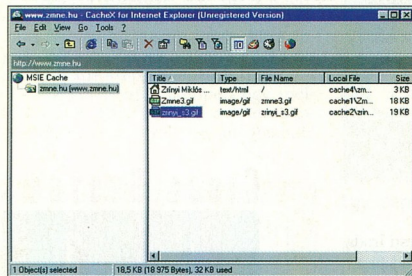 www.zmne.hu - CacheX for Internet Explorer (Unregistered Version)
File Edit View Go Tools ?
http://www.zmne.hu
MSIE Cache
zmne.hu (www.zmne.hu)
Title Type File Name Local File Size
Zrínyi Miklós ... text/html / cache4\zm... 3 KB
Zmne3.gif image/gif zmne3.gif cache1\Zm... 18 KB
zrinyi_s3.gif image/gif zrinyi_s3.gif cache2\zrin... 19 KB
1 Object(s) selected 18,5 KB (18 975 Bytes), 32 KB used